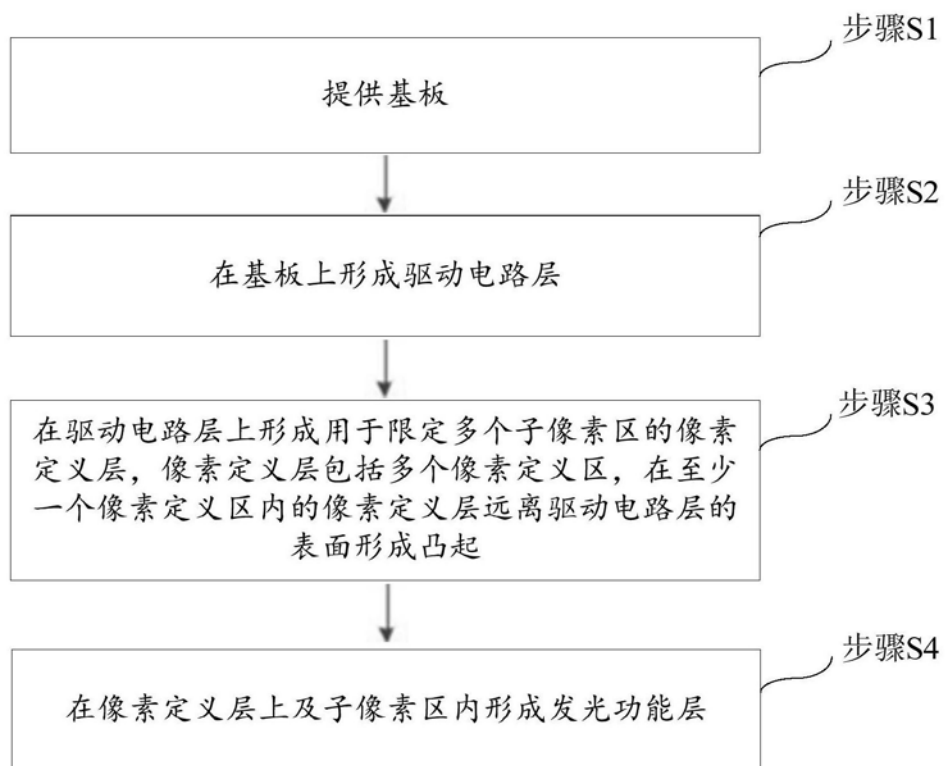 步骤S1
提供基板
步骤S2
在基板上形成驱动电路层
步骤S3
在驱动电路层上形成用于限定多个子像素区的像素
定义层，像素定义层包括多个像素定义区，在至少
一个像素定义区内的像素定义层远离驱动电路层的
表面形成凸起
步骤S4
在像素定义层上及子像素区内形成发光功能层